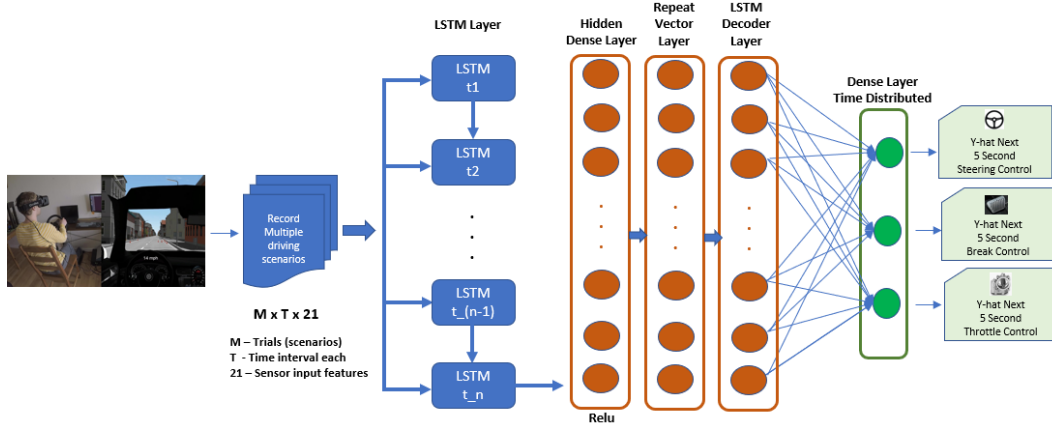 LSTM Layer
Hidden
Dense Layer
Repeat
Vector
Layer
LSTM
Decoder
Layer
Dense Layer
Time Distributed
LSTM
t1
LSTM
t2
.
.
.
LSTM
t_(n-1)
LSTM
t_n
14 mph
Record
Multiple
driving
scenarios
M x T x 21
M – Trials (scenarios)
T - Time interval each
21 – Sensor input features
Relu
Y-hat Next
5 Second
Steering Control
Y-hat Next
5 Second
Break Control
Y-hat Next
5 Second
Throttle Control